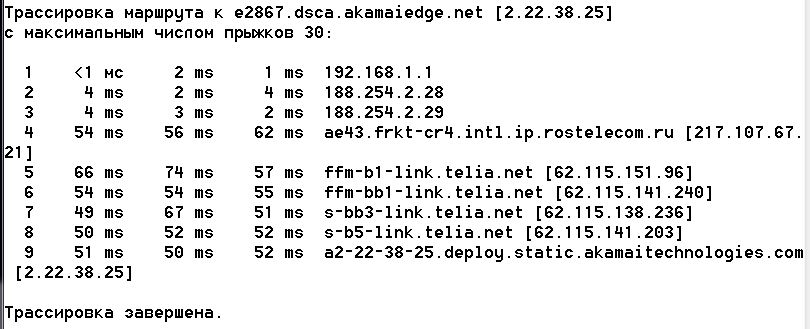 Трассировка маршрута к e2867.dsca.akamaiedge.net [2.22.38.25]
с максимальным числом прыжков 30:
1 <1 мс 2 ms 1 ms 192.168.1.1
2 4 ms 2 ms 4 ms 188.254.2.28
3 4 ms 3 ms 2 ms 188.254.2.29
4 54 ms 56 ms 62 ms ae43.frkt-cr4.intl.ip.rostelecom.ru [217.107.67.
21]
5 66 ms 74 ms 57 ms ffm-b1-link.telia.net [62.115.151.96]
6 54 ms 54 ms 55 ms ffm-bb1-link.telia.net [62.115.141.240]
7 49 ms 67 ms 51 ms s-bb3-link.telia.net [62.115.138.236]
8 50 ms 52 ms 52 ms s-b5-link.telia.net [62.115.141.203]
9 51 ms 50 ms 52 ms a2-22-38-25.deploy.static.akamaitechnologies.com
[2.22.38.25]
Трассировка завершена.